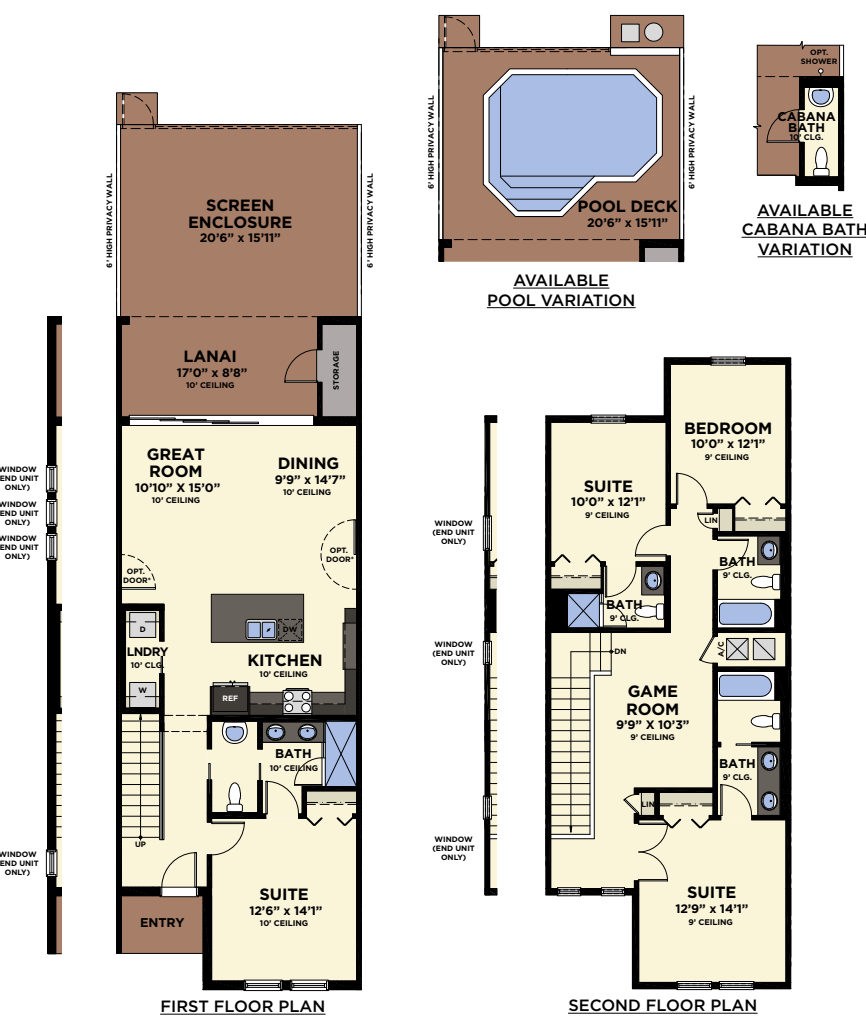 SCREEN
ENCLOSURE
20'6" x 15'11"
6' HIGH PRIVACY WALL
6' HIGH PRIVACY WALL
LANAI
17'0" x 8'8"
10' CEILING
STORAGE
GREAT
ROOM
10'10" X 15'0"
10' CEILING
DINING
9'9" x 14'7"
10' CEILING
WINDOW
(END UNIT
ONLY)
WINDOW
(END UNIT
ONLY)
WINDOW
(END UNIT
ONLY)
OPT.
DOOR*
OPT.
DOOR*
D
LNDRY
10' CLG.
W
DW
KITCHEN
10' CEILING
REF
BATH
10' CEILING
UP
WINDOW
(END UNIT
ONLY)
SUITE
12'6" x 14'1"
10' CEILING
ENTRY
FIRST FLOOR PLAN
6' HIGH PRIVACY WALL
6' HIGH PRIVACY WALL
POOL DECK
20'6" x 15'11"
AVAILABLE
POOL VARIATION
OPT.
SHOWER
CABANA
BATH
10' CLG.
AVAILABLE
CABANA BATH
VARIATION
BEDROOM
10'0" x 12'1"
9' CEILING
SUITE
10'0" x 12'1"
9' CEILING
LIN
WINDOW
(END UNIT
ONLY)
BATH
9' CLG.
BATH
9' CLG.
WINDOW
(END UNIT
ONLY)
DN
A/C
GAME
ROOM
9'9" X 10'3"
9' CEILING
BATH
9' CLG.
LIN
WINDOW
(END UNIT
ONLY)
SUITE
12'9" x 14'1"
9' CEILING
SECOND FLOOR PLAN